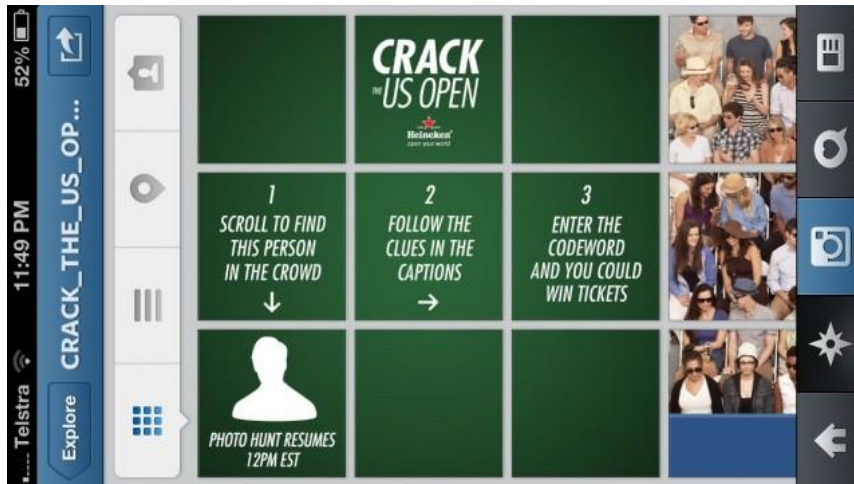 Telstra 11:49 PM 52%
Explore CRACK_THE_US_OP...
CRACK
THE US OPEN
Heineken
open your world
1
SCROLL TO FIND
THIS PERSON
IN THE CROWD
2
FOLLOW THE
CLUES IN THE
CAPTIONS
3
ENTER THE
CODEWORD
AND YOU COULD
WIN TICKETS
PHOTO HUNT RESUMES
12PM EST